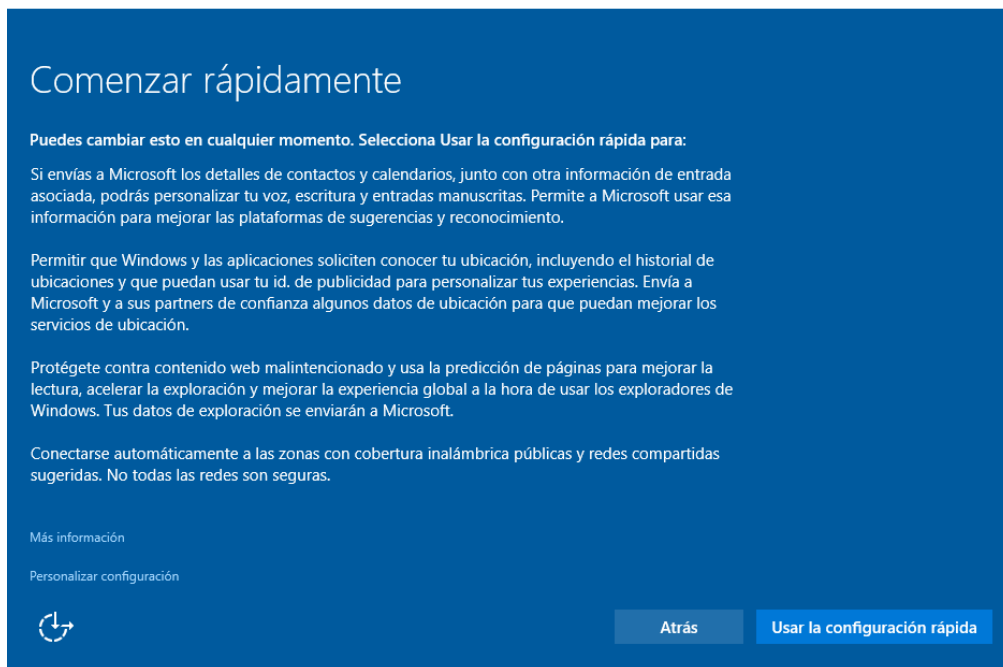 Comenzar rápidamente
Puedes cambiar esto en cualquier momento. Selecciona Usar la configuración rápida para:
Si envías a Microsoft los detalles de contactos y calendarios, junto con otra información de entrada
asociada, podrás personalizar tu voz, escritura y entradas manuscritas. Permite a Microsoft usar esa
información para mejorar las plataformas de sugerencias y reconocimiento.
Permitir que Windows y las aplicaciones soliciten conocer tu ubicación, incluyendo el historial de
ubicaciones y que puedan usar tu id. de publicidad para personalizar tus experiencias. Envía a
Microsoft y a sus partners de confianza algunos datos de ubicación para que puedan mejorar los
servicios de ubicación.
Protégete contra contenido web malintencionado y usa la predicción de páginas para mejorar la
lectura, acelerar la exploración y mejorar la experiencia global a la hora de usar los exploradores de
Windows. Tus datos de exploración se enviarán a Microsoft.
Conectarse automáticamente a las zonas con cobertura inalámbrica públicas y redes compartidas
sugeridas. No todas las redes son seguras.
Más información
Personalizar configuración
Atrás
Usar la configuración rápida